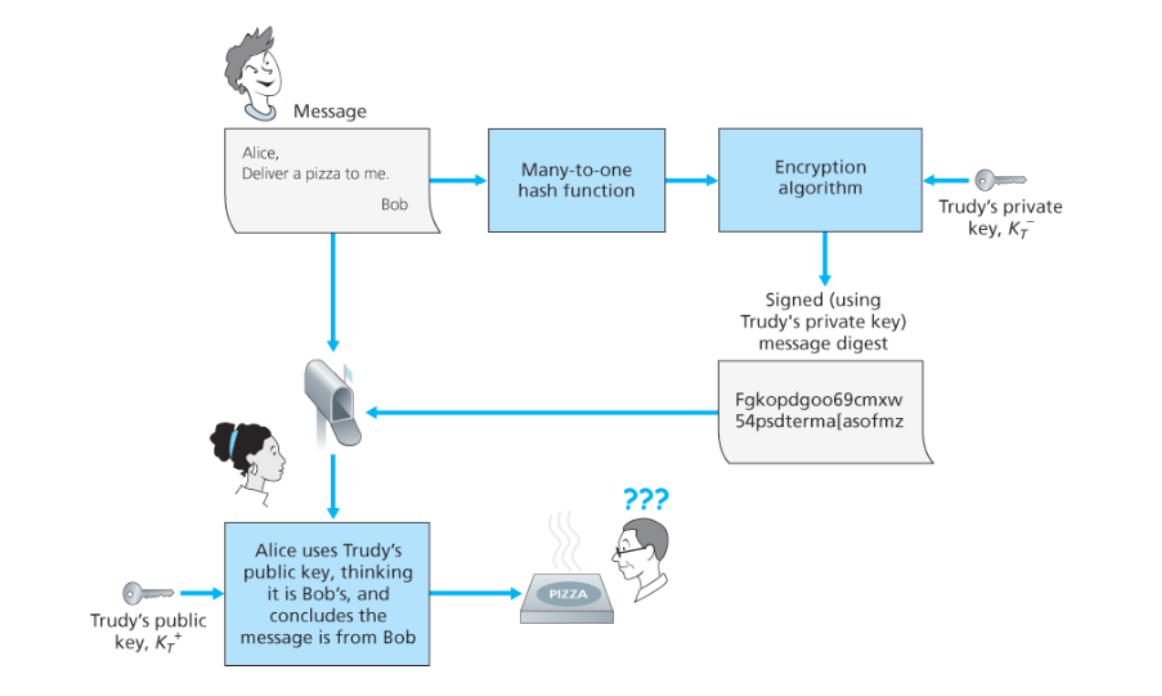 Message
Alice,
Deliver a pizza to me.
Bob
Many-to-one
hash function
Encryption
algorithm
Trudy's private
key, K_T^-
Signed (using
Trudy's private key)
message digest
Fgkopdgoo69cmxw
54psdterma[asofmz
???
Alice uses Trudy's
public key, thinking
it is Bob's, and
concludes the
message is from Bob
PIZZA
Trudy's public
key, K_T^+